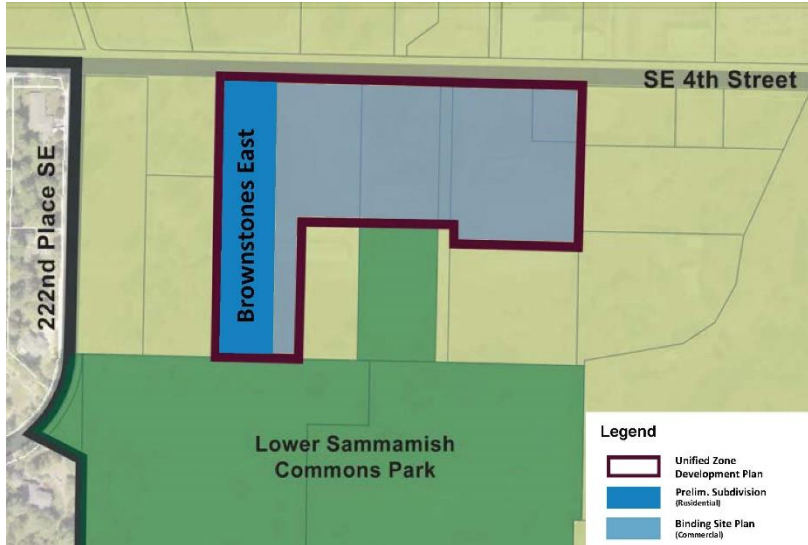 SE 4th Street
222nd Place SE
Brownstones East
Lower Sammamish
Commons Park
Legend
Unified Zone
Development Plan
Prelim. Subdivision
(Residential)
Binding Site Plan
(Commercial)